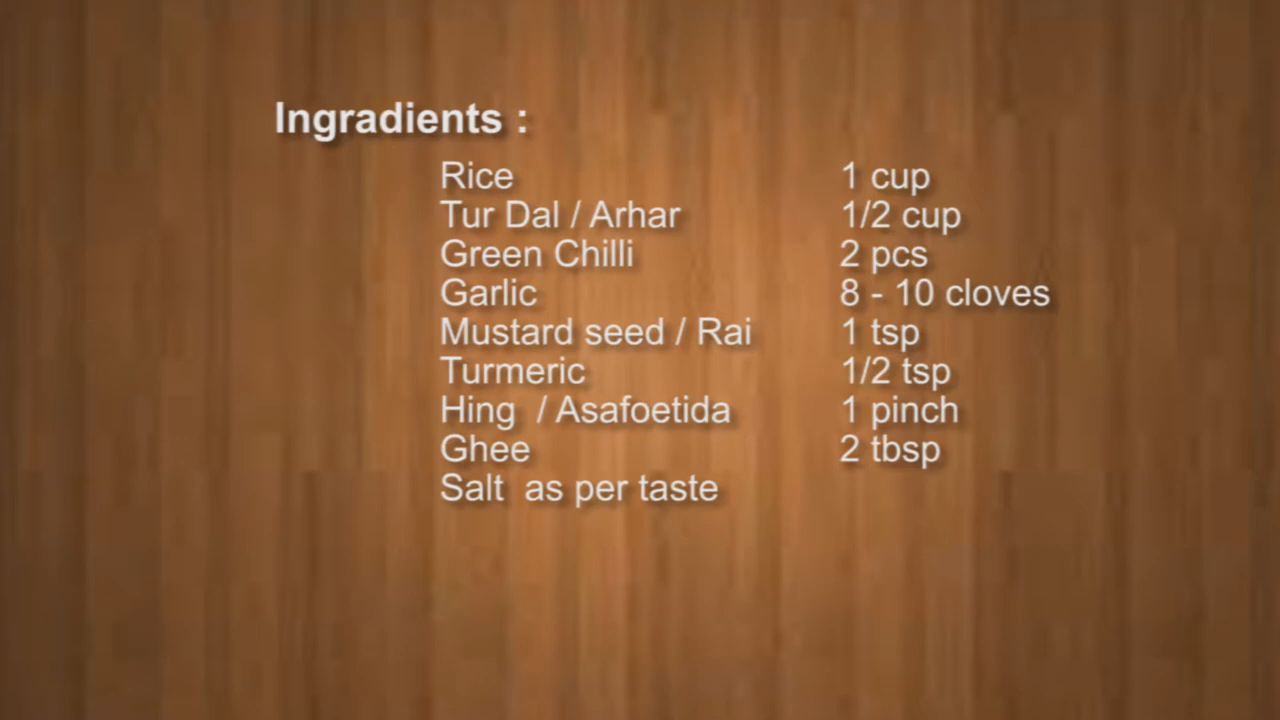 Ingradients :
Rice 1 cup
Tur Dal / Arhar 1/2 cup
Green Chilli 2 pcs
Garlic 8 - 10 cloves
Mustard seed / Rai 1 tsp
Turmeric 1/2 tsp
Hing / Asafoetida 1 pinch
Ghee 2 tbsp
Salt as per taste